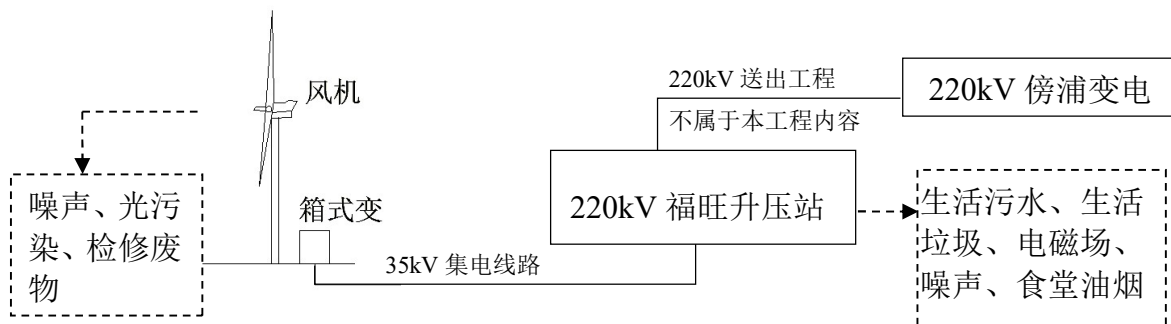 220kV 送出工程
不属于本工程内容
220kV 傍浦变电
风机
噪声、光污
染、检修废
物
箱式变
220kV 福旺升压站
生活污水、生活
垃圾、电磁场、
噪声、食堂油烟
35kV 集电线路